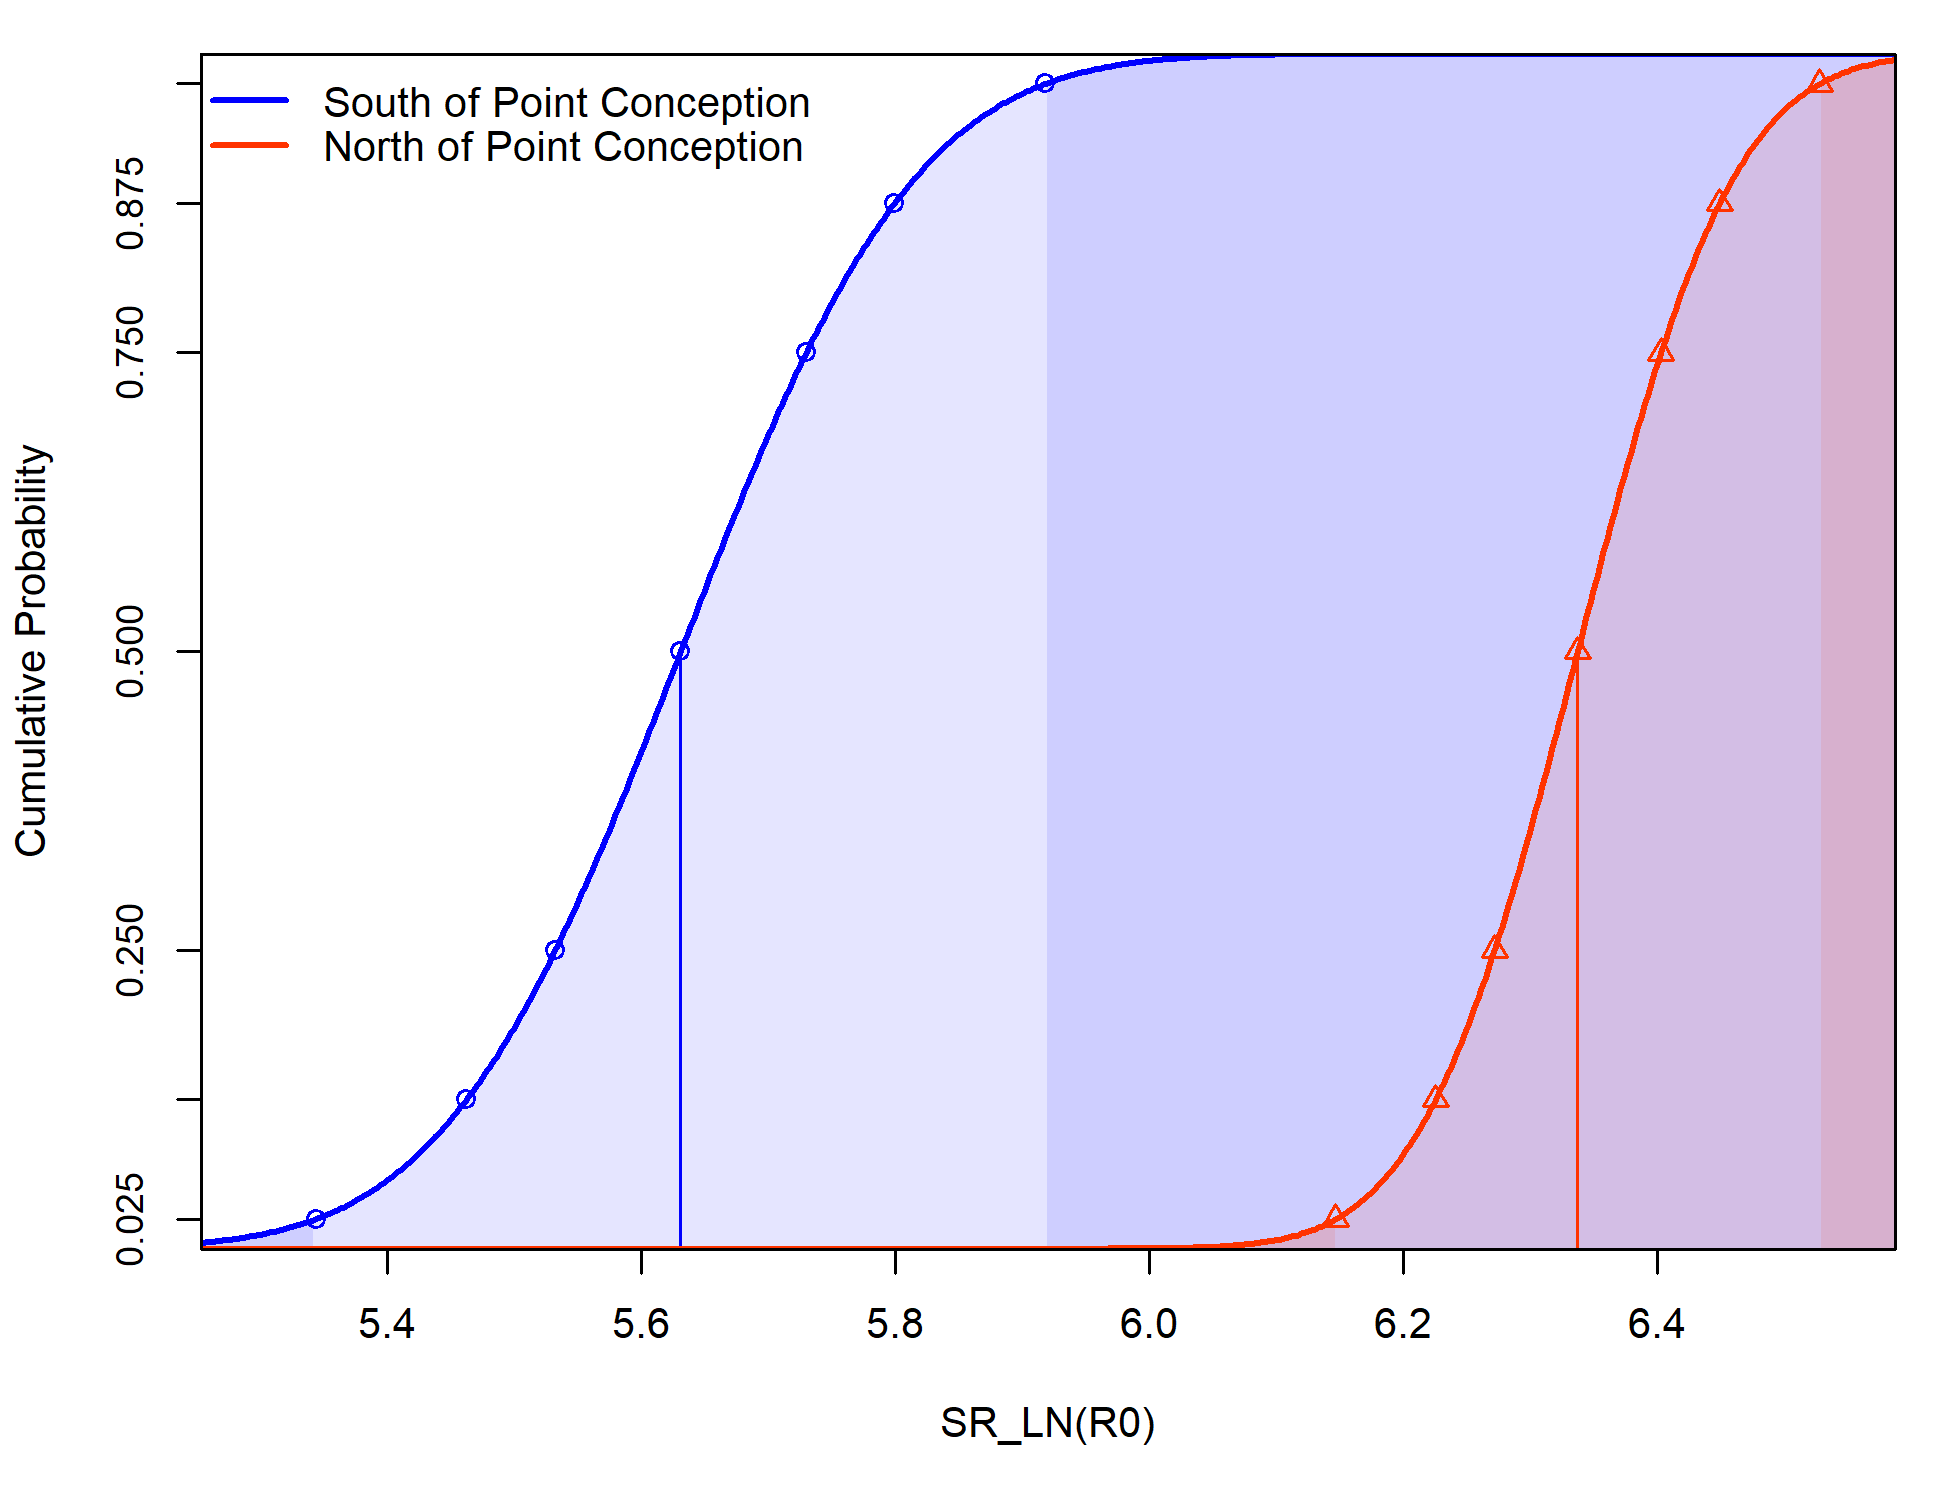 South of Point Conception
North of Point Conception
Cumulative Probability
0.875
0.750
0.500
0.250
0.025
5.4 5.6 5.8 6.0 6.2 6.4
SR_LN(R0)